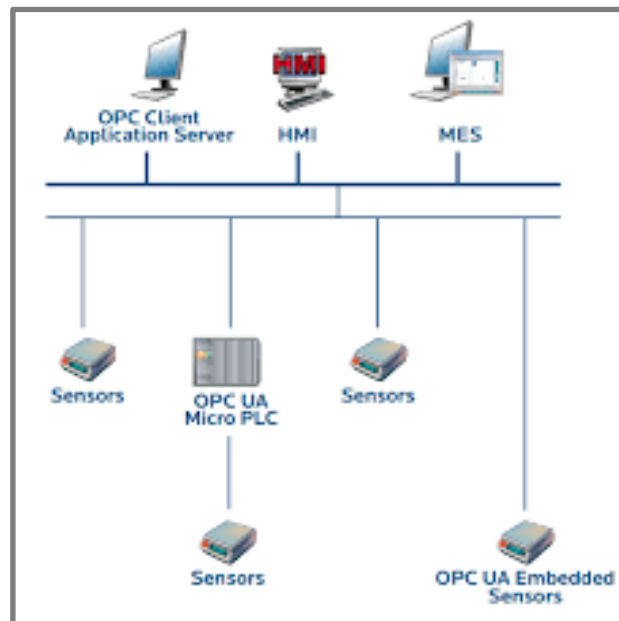 HMI
OPC Client
Application Server
HMI
MES
Sensors
OPC UA
Micro PLC
Sensors
Sensors
OPC UA Embedded
Sensors